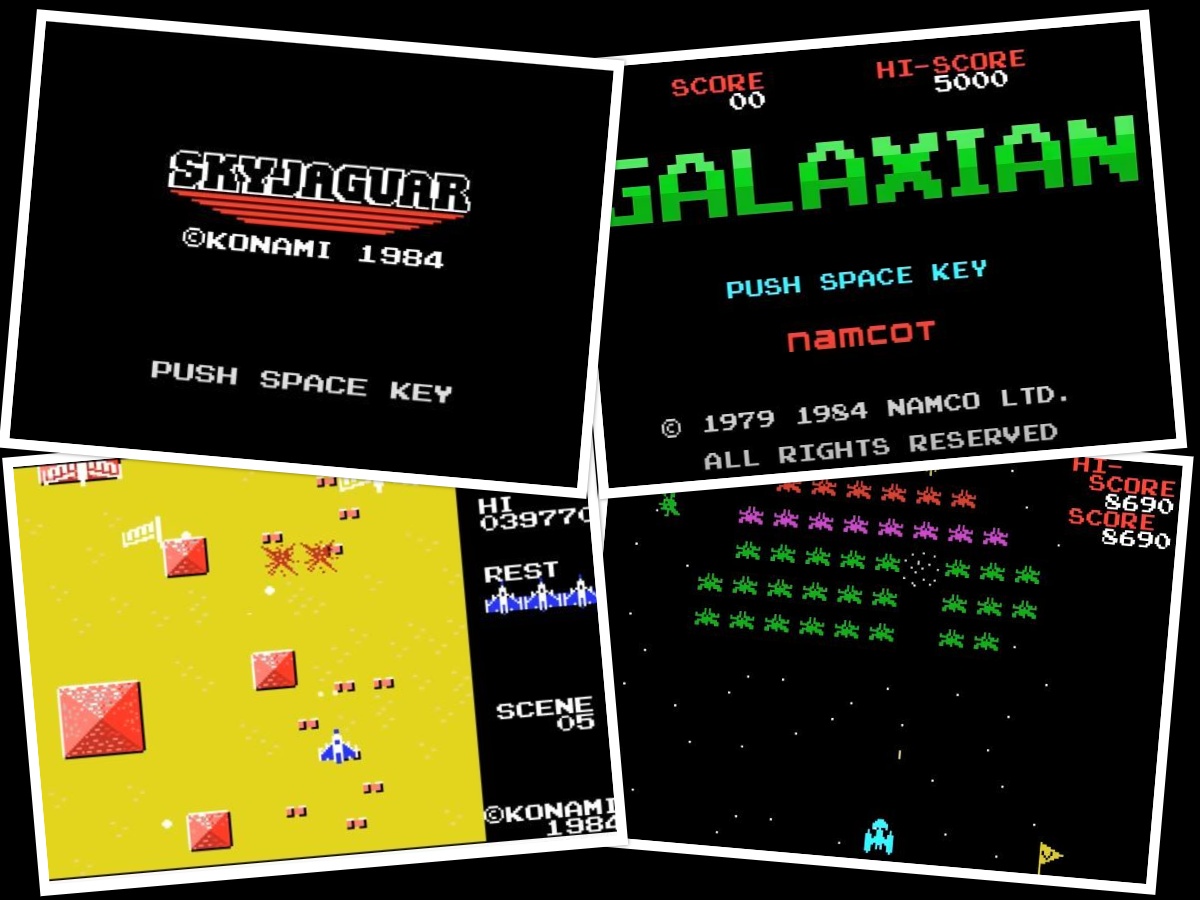 SKYJAGUAR
©KONAMI 1984
PUSH SPACE KEY
SCORE
00
HI-SCORE
5000
GALAXIAN
PUSH SPACE KEY
namcot
© 1979 1984 NAMCO LTD.
ALL RIGHTS RESERVED
HI
039770
REST
SCENE
05
©KONAMI
1984
HI-
SCORE
8690
SCORE
8690